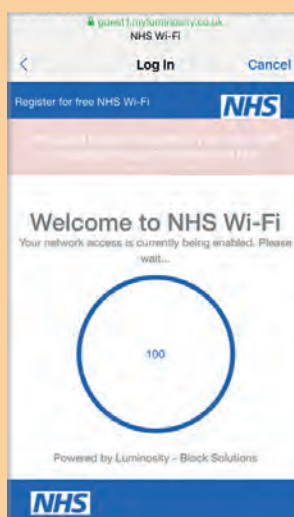 guest1.myluminosity.co.uk
NHS Wi-Fi
Log In
Cancel
Register for free NHS Wi-Fi
NHS
Welcome to NHS Wi-Fi
Your network access is currently being enabled. Please
wait...
100
Powered by Luminosity - Block Solutions
NHS